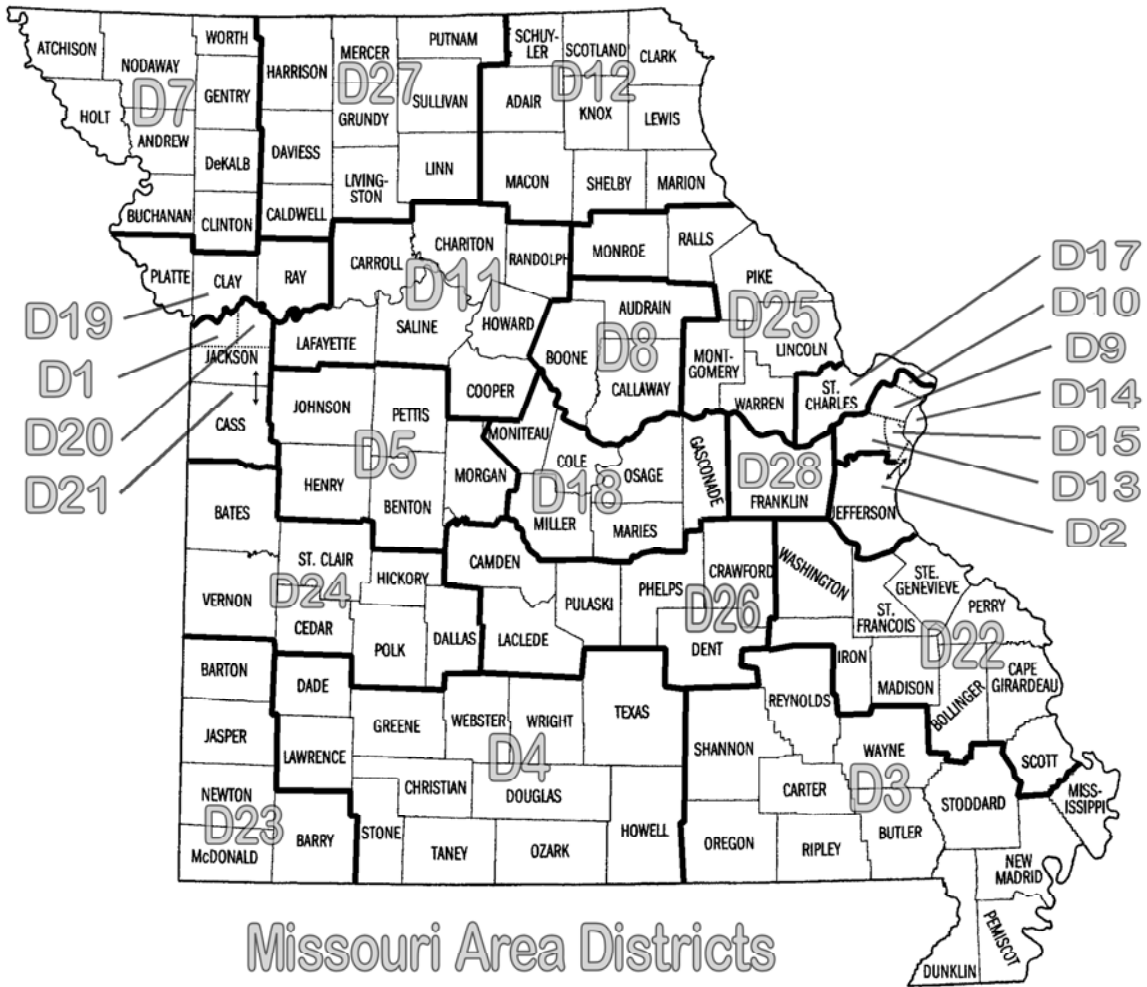 ATCHISON
NODAWAY
WORTH
HARRISON
MERCER
PUTNAM
SCHUY-
LER
SCOTLAND
CLARK
D7
D27
D12
HOLT
GENTRY
GRUNDY
SULLIVAN
ADAIR
KNOX
LEWIS
ANDREW
DeKALB
DAVIESS
LIVING-
STON
LINN
MACON
SHELBY
MARION
BUCHANAN
CLINTON
CALDWELL
PLATTE
CLAY
RAY
CARROLL
CHARITON
RANDOLPH
MONROE
RALLS
PIKE
D11
D25
D8
D19
D1
D20
D21
JACKSON
LAFAYETTE
SALINE
HOWARD
AUDRAIN
BOONE
CALLAWAY
MONT-
GOMERY
LINCOLN
WARREN
ST.
CHARLES
D17
D10
D9
D14
D15
D13
D2
CASS
JOHNSON
PETTIS
COOPER
MONITEAU
D5
HENRY
BENTON
MORGAN
COLE
D18
OSAGE
GASCONADE
D28
FRANKLIN
JEFFERSON
MILLER
MARIES
BATES
ST. CLAIR
HICKORY
CAMDEN
PHELPS
CRAWFORD
WASHINGTON
STE.
GENEVIEVE
VERNON
D24
CEDAR
POLK
DALLAS
LACLEDE
PULASKI
D26
DENT
IRON
ST.
FRANCOIS
PERRY
D22
MADISON
BOLLINGER
CAPE
GIRARDEAU
BARTON
DADE
GREENE
WEBSTER
WRIGHT
TEXAS
REYNOLDS
JASPER
LAWRENCE
D4
SHANNON
WAYNE
SCOTT
CHRISTIAN
DOUGLAS
CARTER
D3
STODDARD
MISS-
ISSIPPI
NEWTON
D23
McDONALD
BARRY
STONE
TANEY
OZARK
HOWELL
OREGON
RIPLEY
BUTLER
NEW
MADRID
PEMISCOT
DUNKLIN
Missouri Area Districts